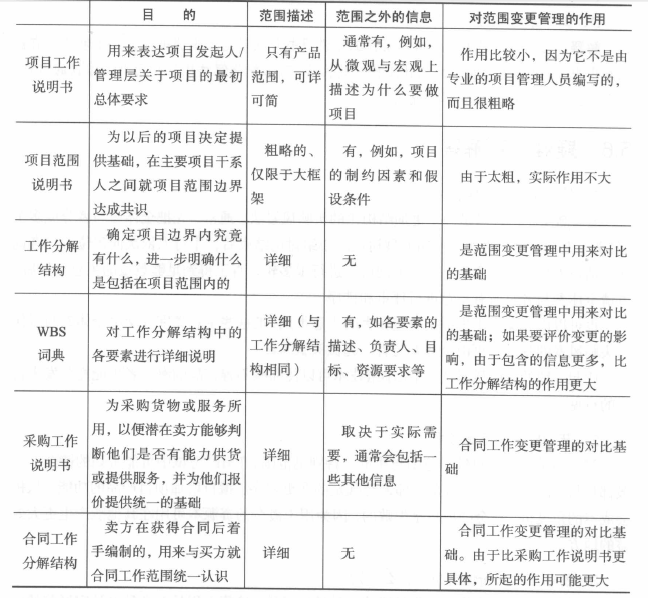 目 的
范围描述
范围之外的信息
对范围变更管理的作用
项目工作
说明书
用来表达项目发起人/
管理层关于项目的最初
总体要求
只有产品
范围，可详
可简
通常有，例如，
从微观与宏观上
描述为什么要做
项目
作用比较小，因为它不是由
专业的项目管理人员编写的，
而且很粗略
项目范围
说明书
为以后的项目决定提
供基础，在主要项目干系
人之间就项目范围边界
达成共识
粗略的、
仅限于大框
架
有，例如，项目
的制约因素和假
设条件
由于太粗，实际作用不大
工作分解
结构
确定项目边界内究竟
有什么，进一步明确什么
是包括在项目范围内的
详细
无
是范围变更管理中用来对比
的基础
WBS
词典
对工作分解结构中的
各要素进行详细说明
详细（与
工作分解结
构相同）
有，如各要素的
描述、负责人、目
标、资源要求等
是范围变更管理中用来对比
的基础；如果要评价变更的影
响，由于包含的信息更多，比
工作分解结构的作用更大
采购工作
说明书
为采购货物或服务所
用，以便潜在卖方能够判
断他们是否有能力供货
或提供服务，并为他们报
价提供统一的基础
详细
取决于实际需
要，通常会包括一
些其他信息
合同工作变更管理的对比基
础
合同工作
分解结构
卖方在获得合同后着
手编制的，用来与买方就
合同工作范围统一认识
详细
无
合同工作变更管理的对比基
础。由于比采购工作说明书更
具体，所起的作用可能更大